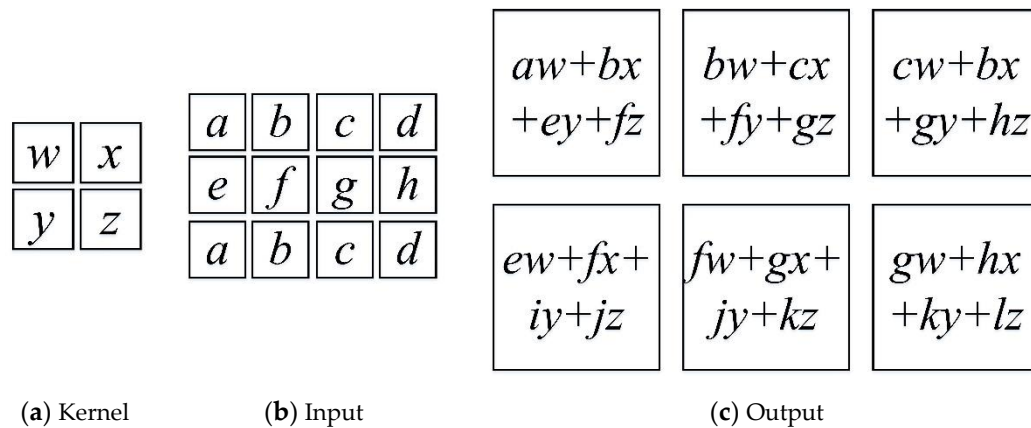 w x
y z
(a) Kernel
a b c d
e f g h
a b c d
(b) Input
aw+bx
+ey+fz
bw+cx
+fy+gz
cw+bx
+gy+hz
ew+fx+
iy+jz
fw+gx+
jy+kz
gw+hx
+ky+lz
(c) Output